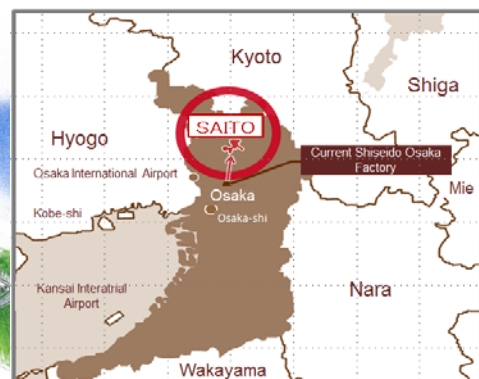 Kyoto
Shiga
Hyogo
SAITO
Current Shiseido Osaka
Factory
Osaka International Airport
Mie
Osaka
Kobe-shi
Osaka-shi
Kansai Interatrial
Airport
Nara
Wakayama